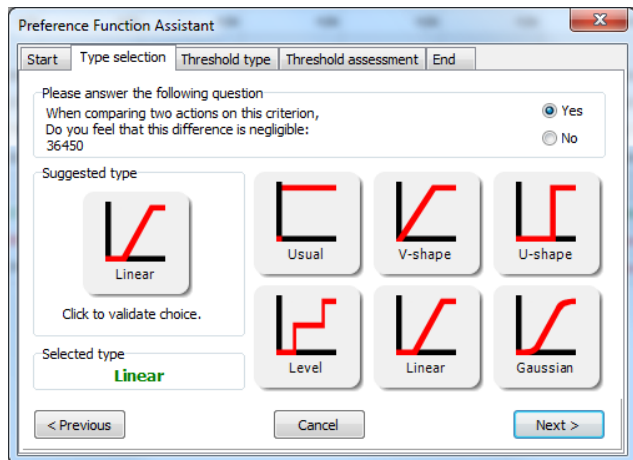 Preference Function Assistant
Start
Type selection
Threshold type
Threshold assessment
End
Please answer the following question
When comparing two actions on this criterion,
Do you feel that this difference is negligible:
36450
Yes
No
Suggested type
Linear
Click to validate choice.
Selected type
Linear
Usual
V-shape
U-shape
Level
Linear
Gaussian
< Previous
Cancel
Next >